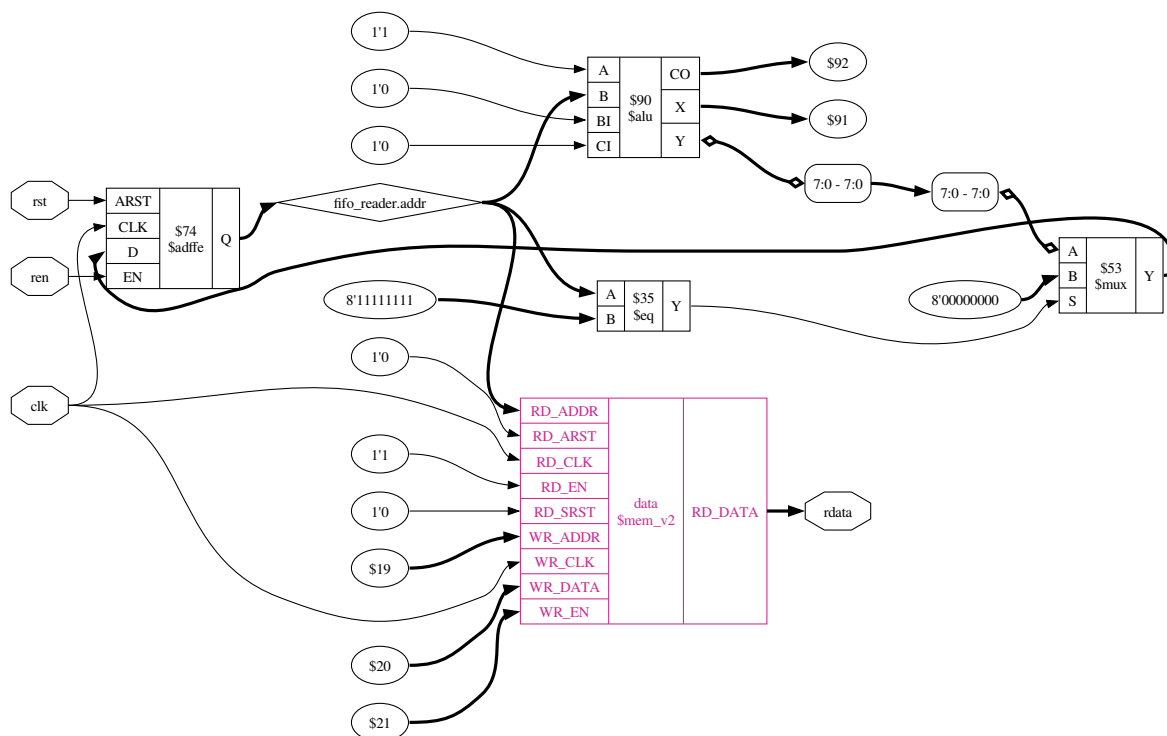 1'1
1'0
1'0
A
B
BI
CI
$90
$alu
CO
X
Y
$92
$91
7:0 - 7:0
7:0 - 7:0
rst
ren
clk
ARST
CLK
D
EN
$74
$adffe
Q
fifo_reader.addr
8'11111111
A
B
$35
$eq
Y
8'00000000
A
B
S
$53
$mux
Y
1'0
1'1
1'0
$19
$20
$21
RD_ADDR
RD_ARST
RD_CLK
RD_EN
RD_SRST
WR_ADDR
WR_CLK
WR_DATA
WR_EN
data
$mem_v2
RD_DATA
rdata